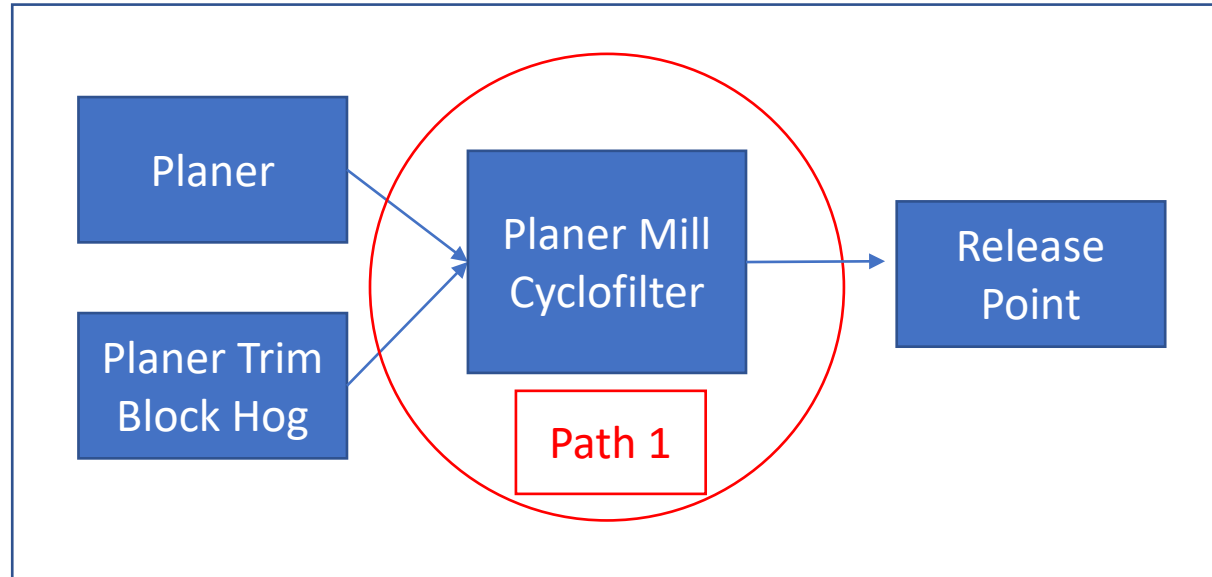 Planer
Planer Trim
Block Hog
Planer Mill
Cyclofilter
Path 1
Release
Point